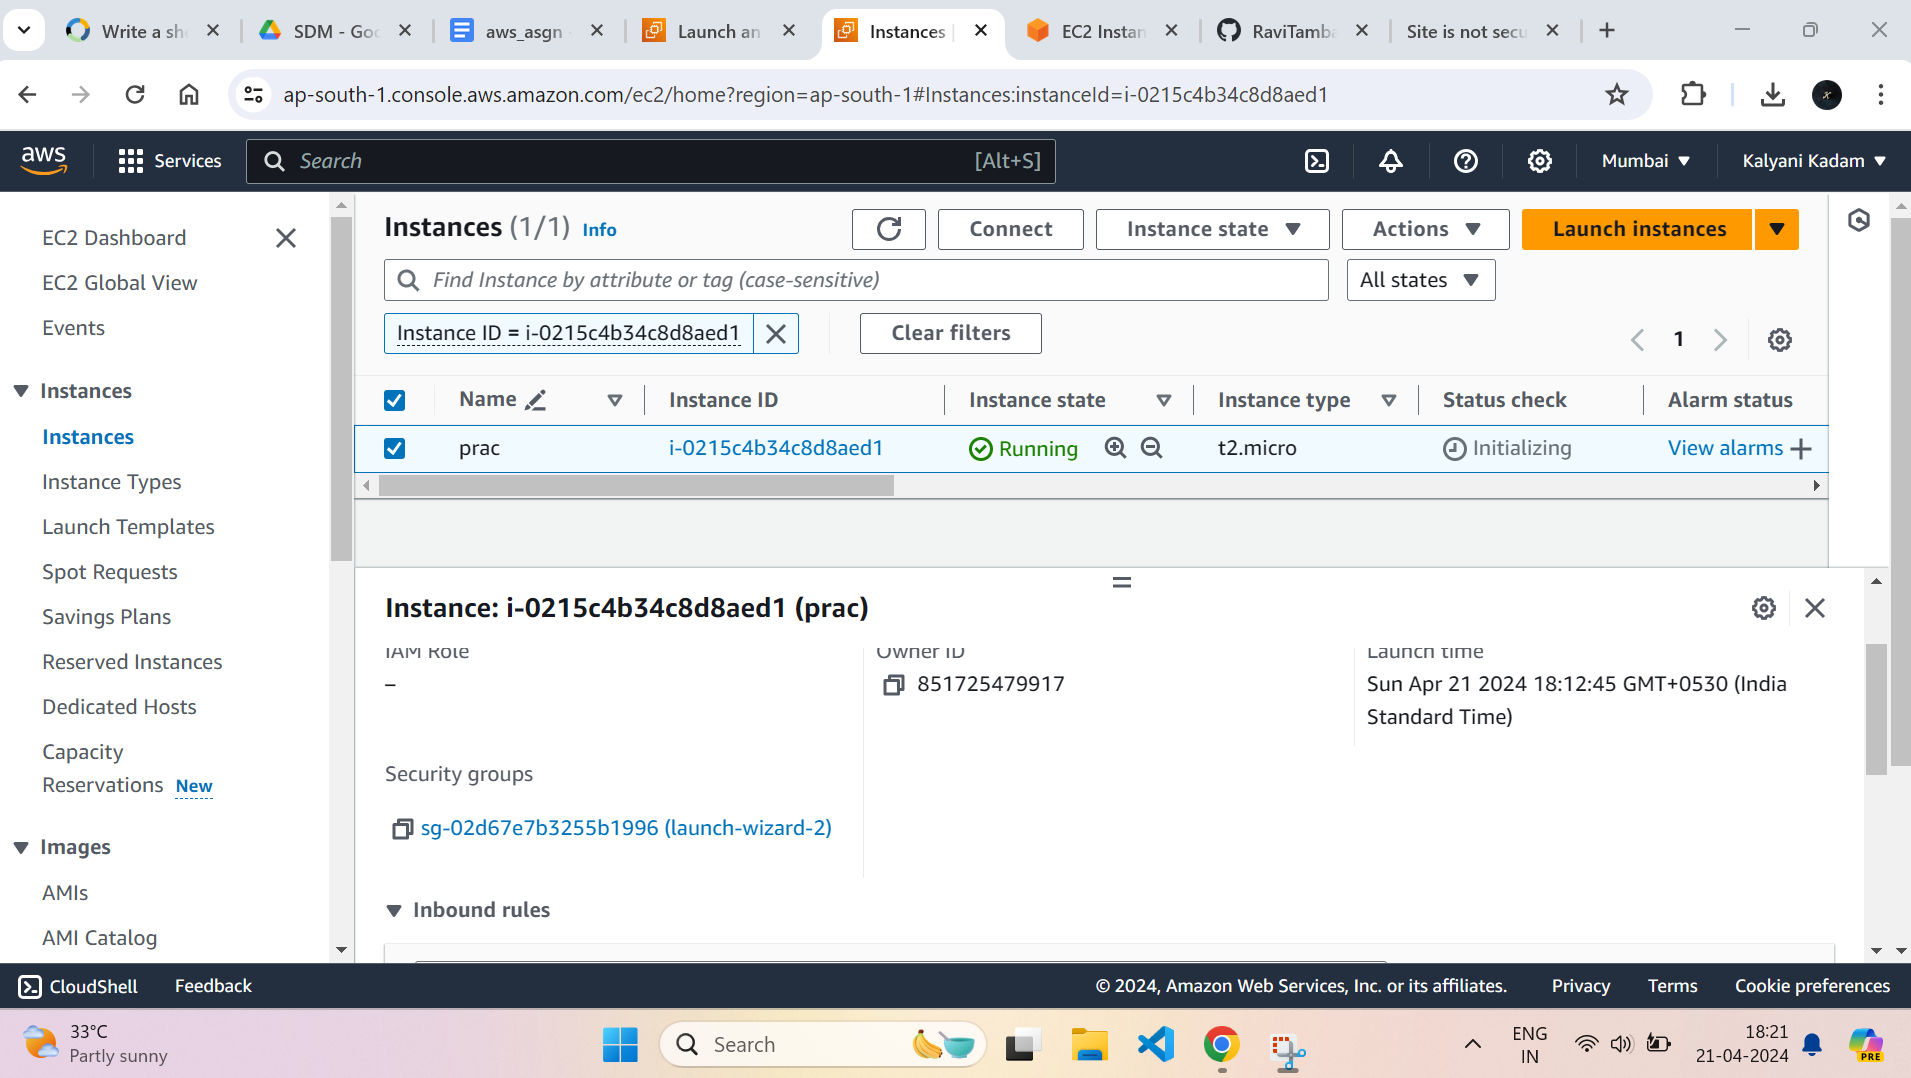 Write a sh
SDM - Goo
aws_asgn
Launch an
Instances
EC2 Instan
RaviTamba
Site is not secu
ap-south-1.console.aws.amazon.com/ec2/home?region=ap-south-1#Instances:instanceId=i-0215c4b34c8d8aed1
aws
Services
Search
[Alt+S]
Mumbai
Kalyani Kadam
EC2 Dashboard
EC2 Global View
Events
Instances
Instances
Instance Types
Launch Templates
Spot Requests
Savings Plans
Reserved Instances
Dedicated Hosts
Capacity
Reservations New
Images
AMIs
AMI Catalog
Instances (1/1) Info
Connect
Instance state
Actions
Launch instances
Find Instance by attribute or tag (case-sensitive)
All states
Instance ID = i-0215c4b34c8d8aed1
Clear filters
1
Name
Instance ID
Instance state
Instance type
Status check
Alarm status
prac
i-0215c4b34c8d8aed1
Running
t2.micro
Initializing
View alarms
Instance: i-0215c4b34c8d8aed1 (prac)
IAM Role
–
Owner ID
851725479917
Launch time
Sun Apr 21 2024 18:12:45 GMT+0530 (India
Standard Time)
Security groups
sg-02d67e7b3255b1996 (launch-wizard-2)
Inbound rules
CloudShell
Feedback
© 2024, Amazon Web Services, Inc. or its affiliates.
Privacy
Terms
Cookie preferences
33°C
Partly sunny
Search
ENG
IN
18:21
21-04-2024
PRE